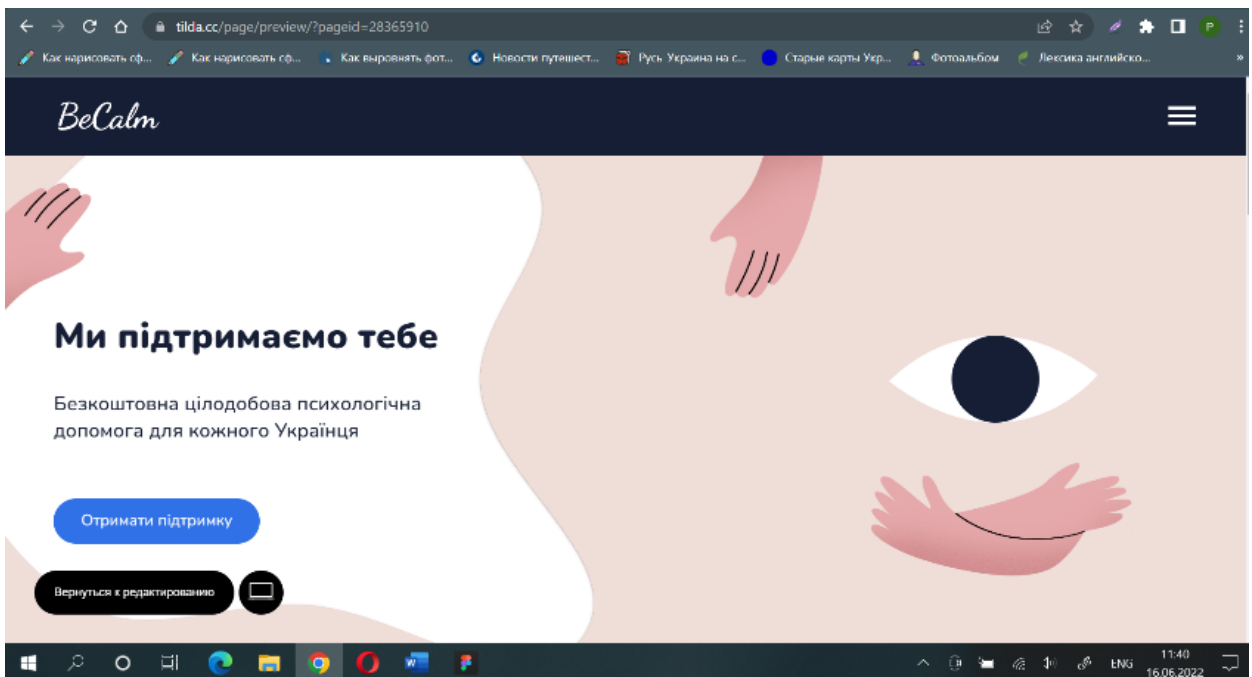 tilda.cc/page/preview/?pageid=28365910
P
Как нарисовать сф... Как нарисовать сф... Как выровнять фот... Новости путешест... Русь Украина на с... Старые карты Укр... Фотоальбом Лексика английско... »
BeCalm
Ми підтримаємо тебе
Безкоштовна цілодобова психологічна
допомога для кожного Українця
Отримати підтримку
Вернуться к редактированию
W
ENG
11:40
16.06.2022